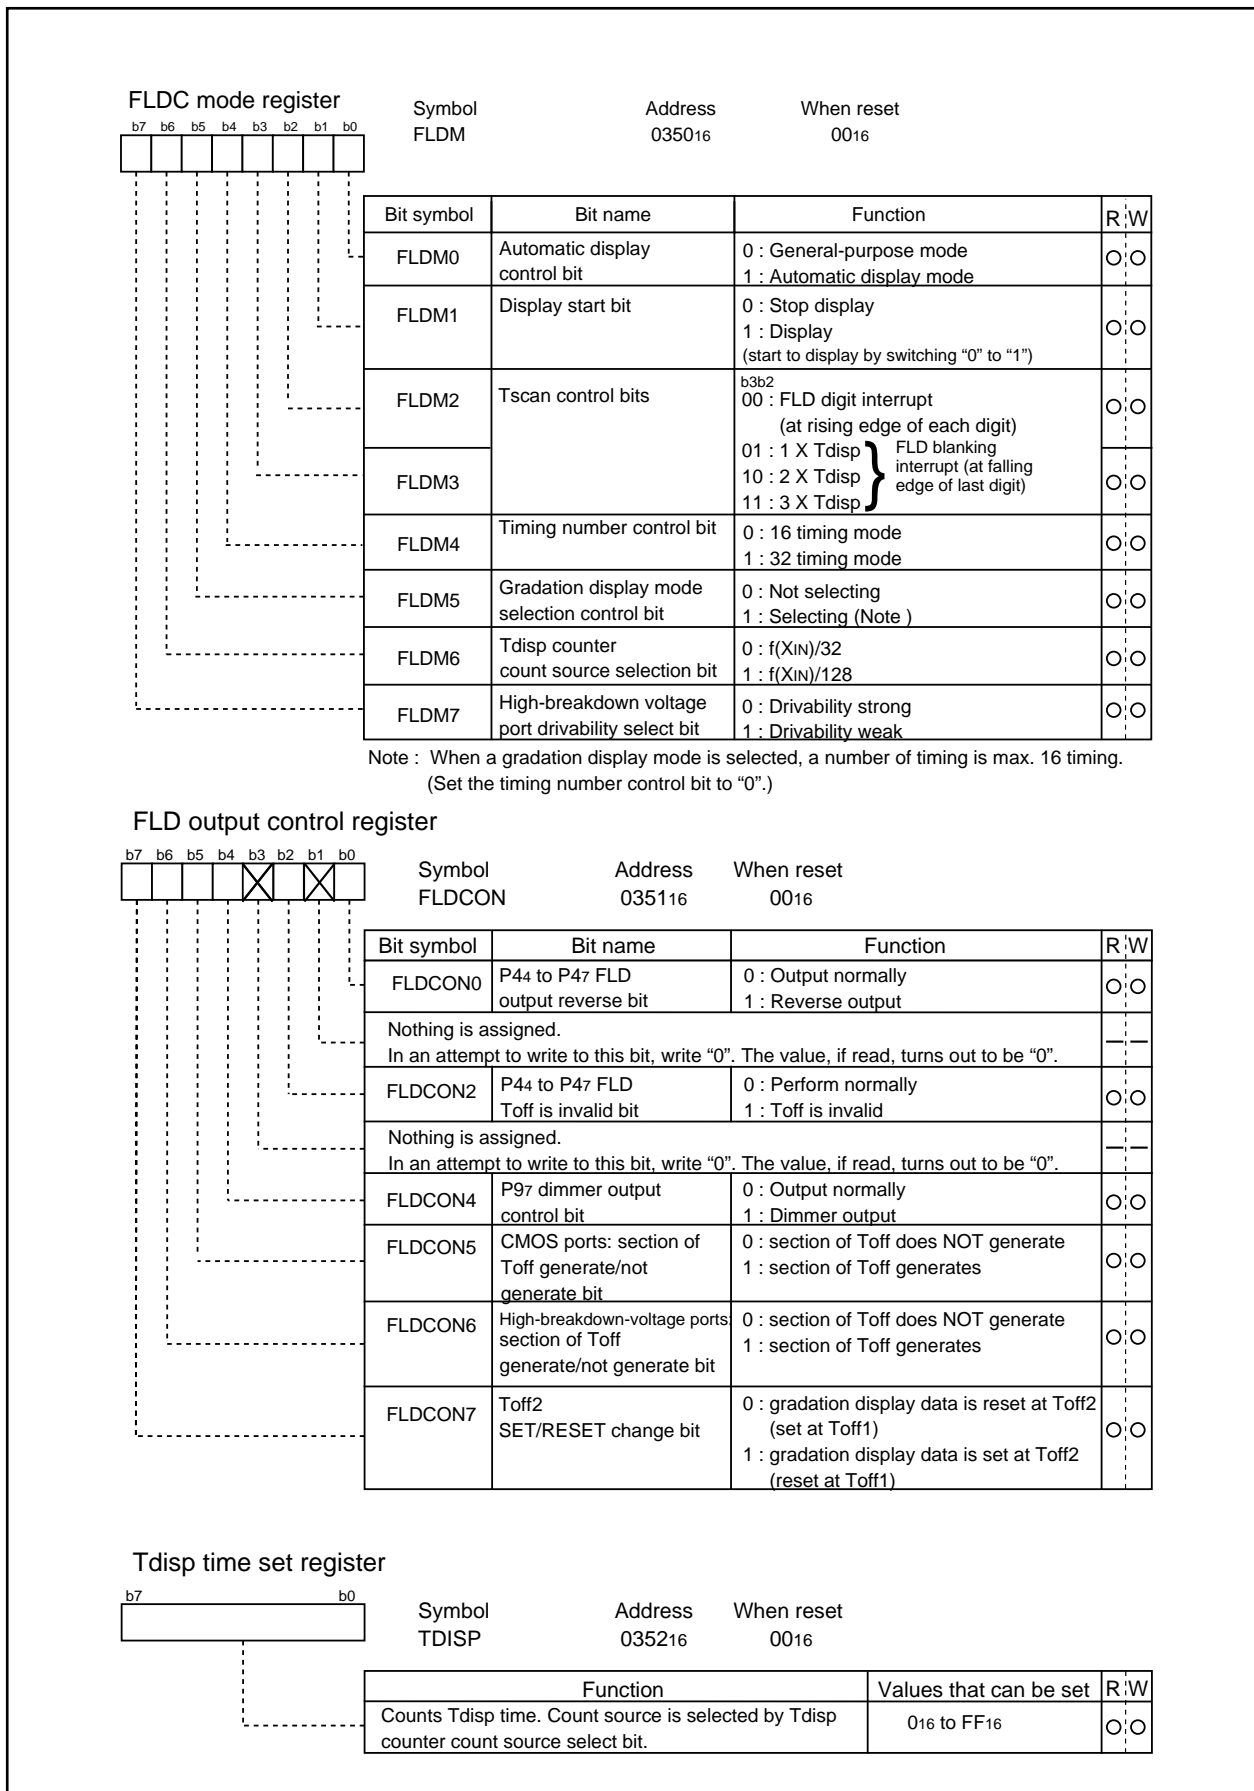 FLDC mode register
b7 b6 b5 b4 b3 b2 b1 b0
Symbol Address When reset
FLDM 035016 0016
Bit symbol Bit name Function R W
FLDM0 Automatic display control bit 0 : General-purpose mode
1 : Automatic display mode
FLDM1 Display start bit 0 : Stop display
1 : Display
(start to display by switching “0” to “1”)
FLDM2 Tscan control bits b3b2
00 : FLD digit interrupt
(at rising edge of each digit)
FLDM3 01 : 1 X Tdisp
10 : 2 X Tdisp
11 : 3 X Tdisp
} FLD blanking
interrupt (at falling
edge of last digit)
FLDM4 Timing number control bit 0 : 16 timing mode
1 : 32 timing mode
FLDM5 Gradation display mode
selection control bit 0 : Not selecting
1 : Selecting (Note )
FLDM6 Tdisp counter
count source selection bit 0 : f(XIN)/32
1 : f(XIN)/128
FLDM7 High-breakdown voltage
port drivability select bit 0 : Drivability strong
1 : Drivability weak
Note : When a gradation display mode is selected, a number of timing is max. 16 timing.
(Set the timing number control bit to “0”.)
FLD output control register
b7 b6 b5 b4 b3 b2 b1 b0
Symbol Address When reset
FLDCON 035116 0016
Bit symbol Bit name Function R W
FLDCON0 P44 to P47 FLD
output reverse bit 0 : Output normally
1 : Reverse output
Nothing is assigned.
In an attempt to write to this bit, write “0”. The value, if read, turns out to be “0”.
FLDCON2 P44 to P47 FLD
Toff is invalid bit 0 : Perform normally
1 : Toff is invalid
Nothing is assigned.
In an attempt to write to this bit, write “0”. The value, if read, turns out to be “0”.
FLDCON4 P97 dimmer output
control bit 0 : Output normally
1 : Dimmer output
FLDCON5 CMOS ports: section of
Toff generate/not
generate bit 0 : section of Toff does NOT generate
1 : section of Toff generates
FLDCON6 High-breakdown-voltage ports:
section of Toff
generate/not generate bit 0 : section of Toff does NOT generate
1 : section of Toff generates
FLDCON7 Toff2
SET/RESET change bit 0 : gradation display data is reset at Toff2
(set at Toff1)
1 : gradation display data is set at Toff2
(reset at Toff1)
Tdisp time set register
b7 b0
Symbol Address When reset
TDISP 035216 0016
Function Values that can be set R W
Counts Tdisp time. Count source is selected by Tdisp
counter count source select bit. 016 to FF16